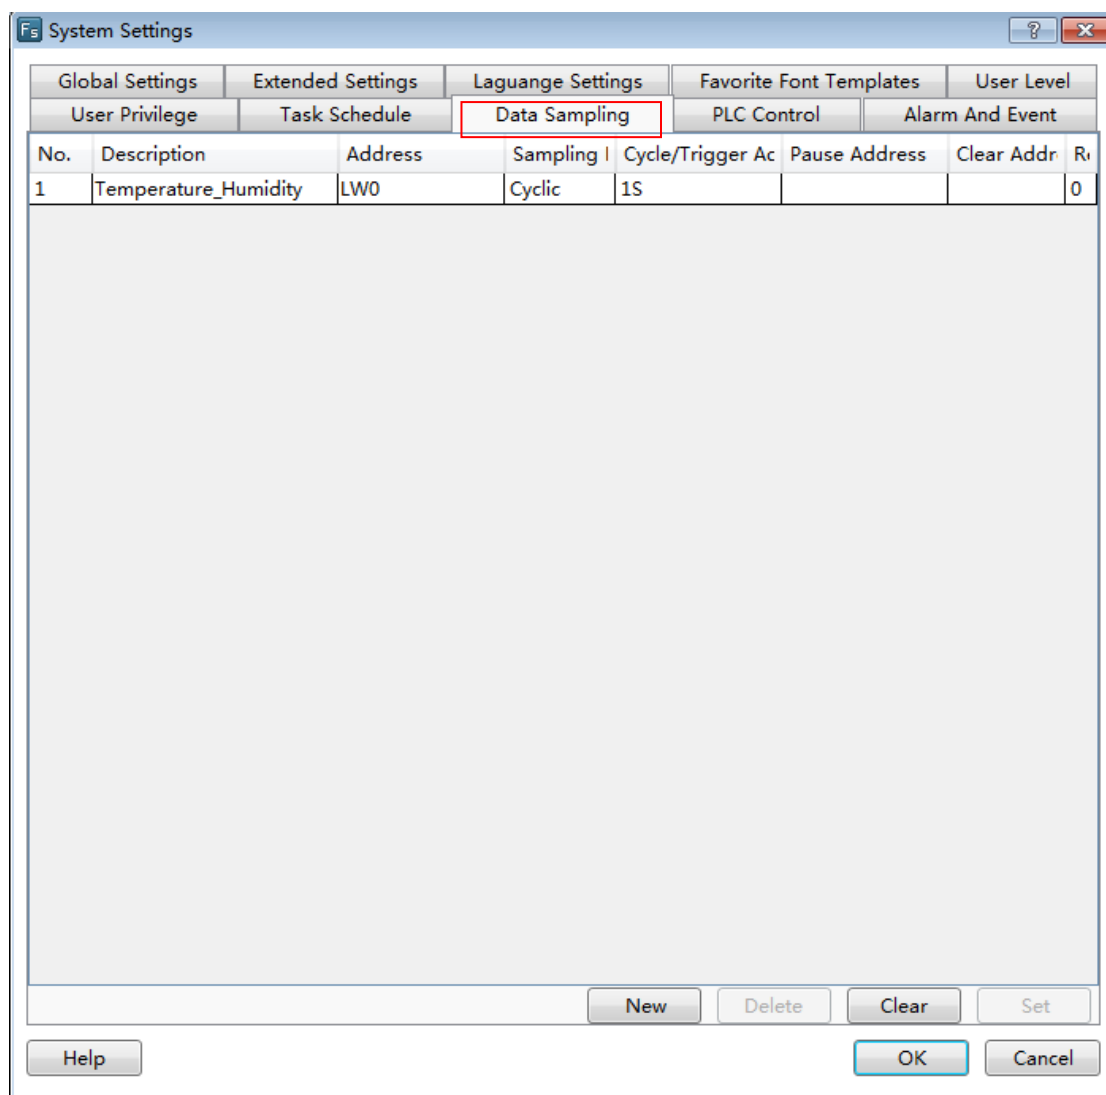 Fs System Settings
Global Settings Extended Settings Laguange Settings Favorite Font Templates User Level
User Privilege Task Schedule Data Sampling PLC Control Alarm And Event
No. Description Address Sampling Cycle/Trigger Ac Pause Address Clear Addr
1 Temperature_Humidity LW0 Cyclic 1S 0
New Delete Clear Set
Help OK Cancel